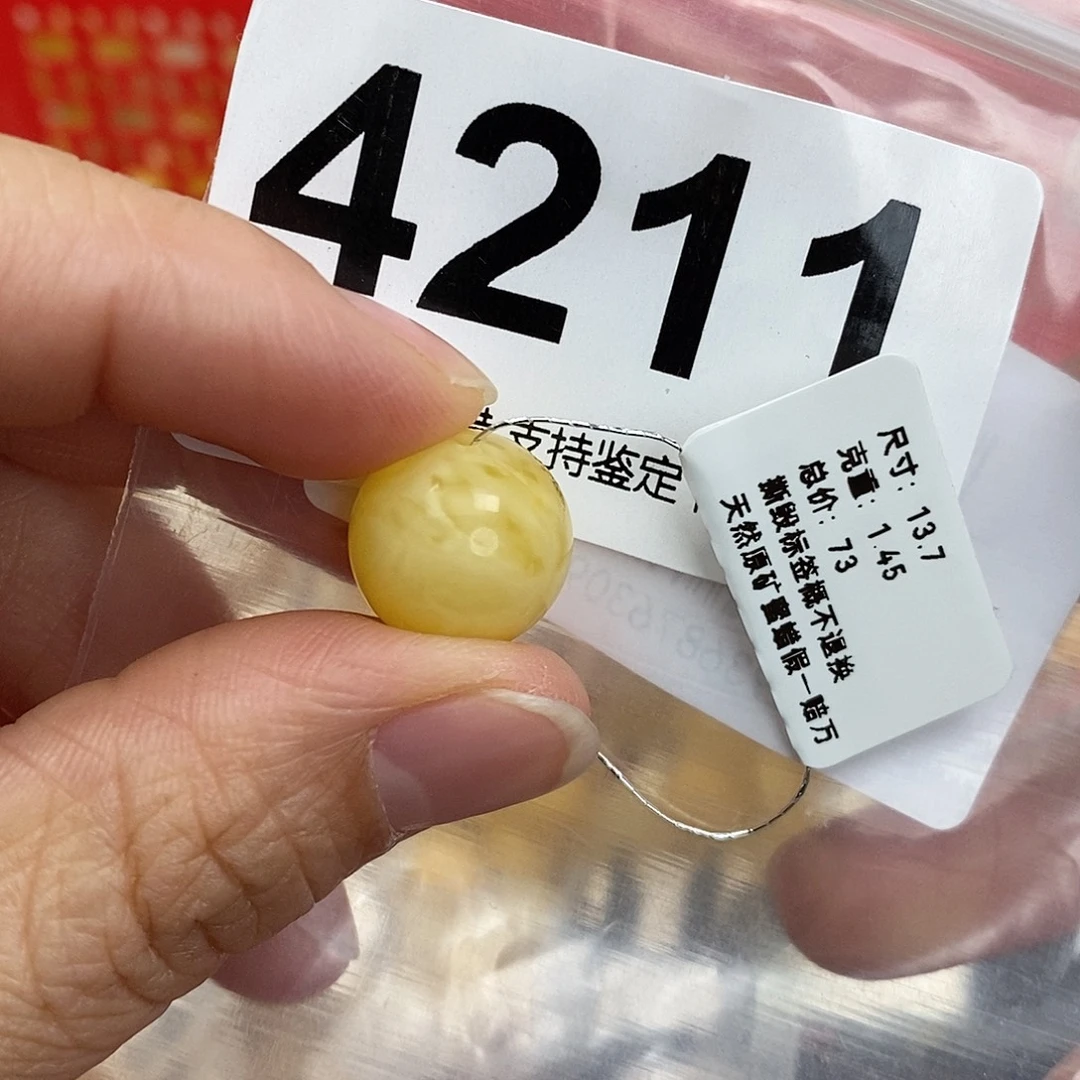 4211
支持鉴定
尺寸: 13.7
克重: 1.45
总价: 73
撕毁标签概不退换
天然原矿蜜蜡假一赔万